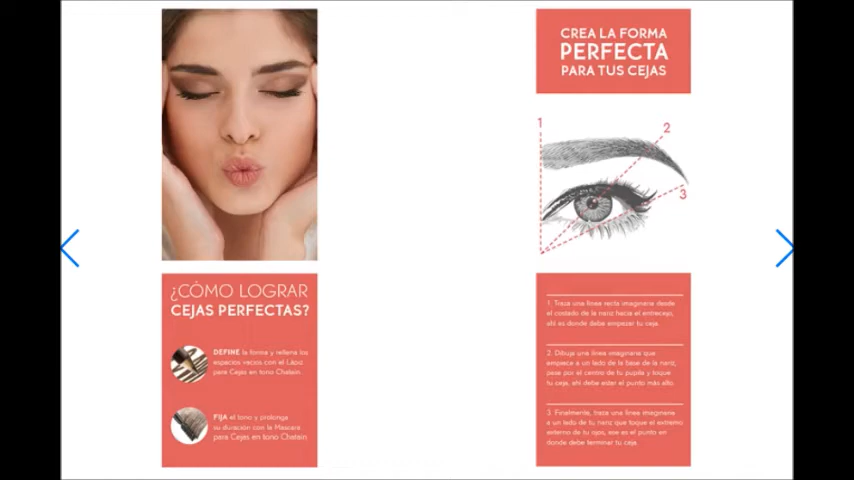 ¿CÓMO LOGRAR
CEJAS PERFECTAS?
DEFINE la forma y rellena los
espacios vacíos con el Lápiz
para Cejas en tono Chatain.
FIJA el tono y prolonga
su duración con la Mascara
para Cejas en tono Chatain
CREA LA FORMA
PERFECTA
PARA TUS CEJAS
1
2
3
1. Traza una línea recta imaginaria desde
el costado de la nariz hacia el entrecejo,
ahí es donde debe empezar tu ceja.
2. Dibuja una línea imaginaria que
empiece a un lado de la base de la nariz,
pase por el centro de tu pupila y toque
tu ceja, ahí debe estar el punto más alto.
3. Finalmente, traza una línea imaginaria
a un lado de tu nariz que toque el extremo
externo de tu ojos, ese es el punto en
donde debe terminar tu ceja.